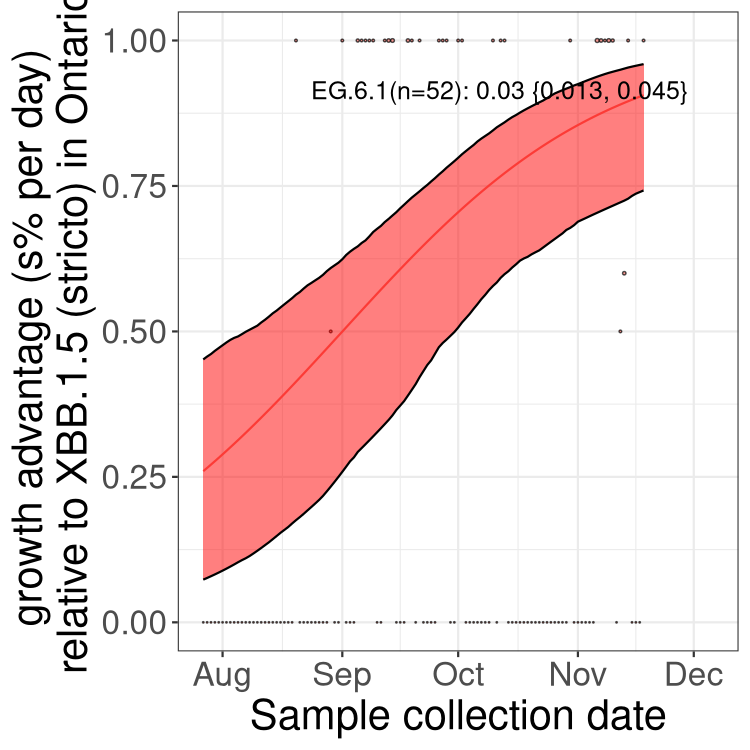 growth advantage (s% per day)
relative to XBB.1.5 (stricto) in Ontario
1.00
0.75
0.50
0.25
0.00
EG.6.1(n=52): 0.03 {0.013, 0.045}
Aug Sep Oct Nov Dec
Sample collection date